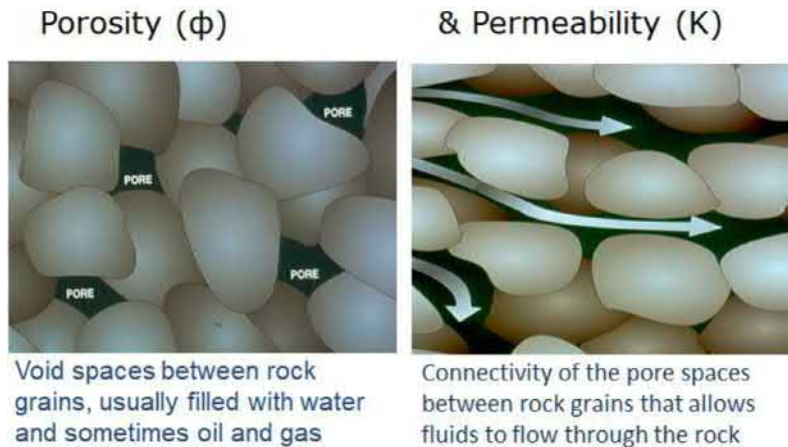 Porosity (ϕ)
& Permeability (K)
PORE
PORE
PORE
PORE
Void spaces between rock
grains, usually filled with water
and sometimes oil and gas
Connectivity of the pore spaces
between rock grains that allows
fluids to flow through the rock